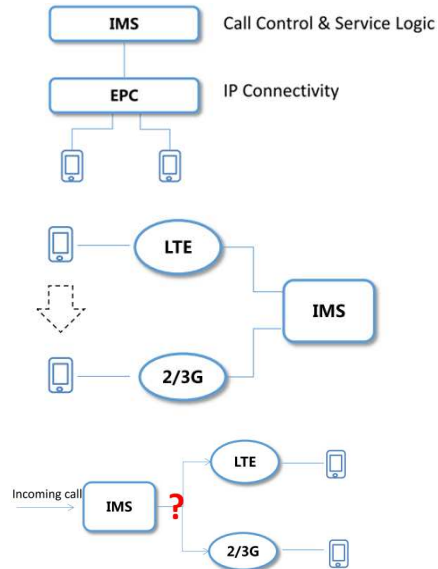 IMS Call Control & Service Logic
EPC IP Connectivity
LTE
IMS
2/3G
LTE
Incoming call
IMS ?
2/3G